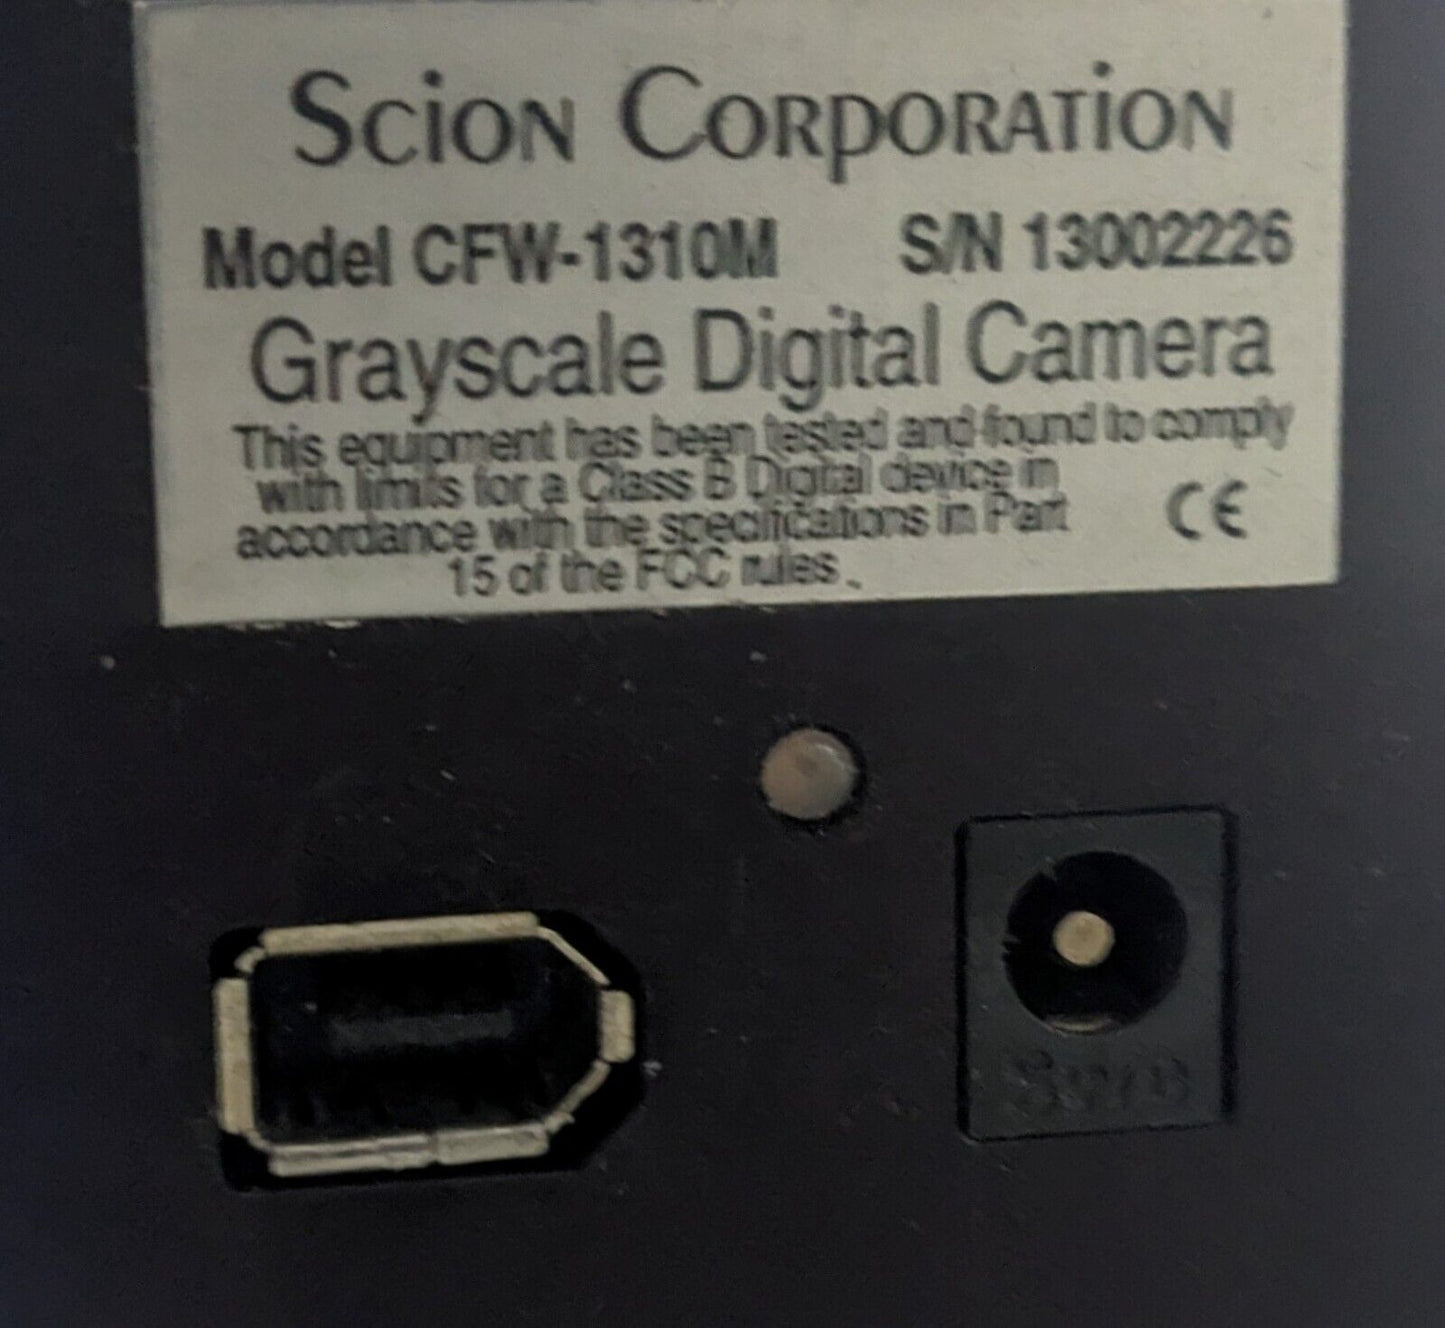 Scion Corporation
Model CFW-1310M S/N 13002226
Grayscale Digital Camera
This equipment has been tested and found to comply
with limits for a Class B Digital device in
accordance with the specifications in Part
15 of the FCC rules.
CE